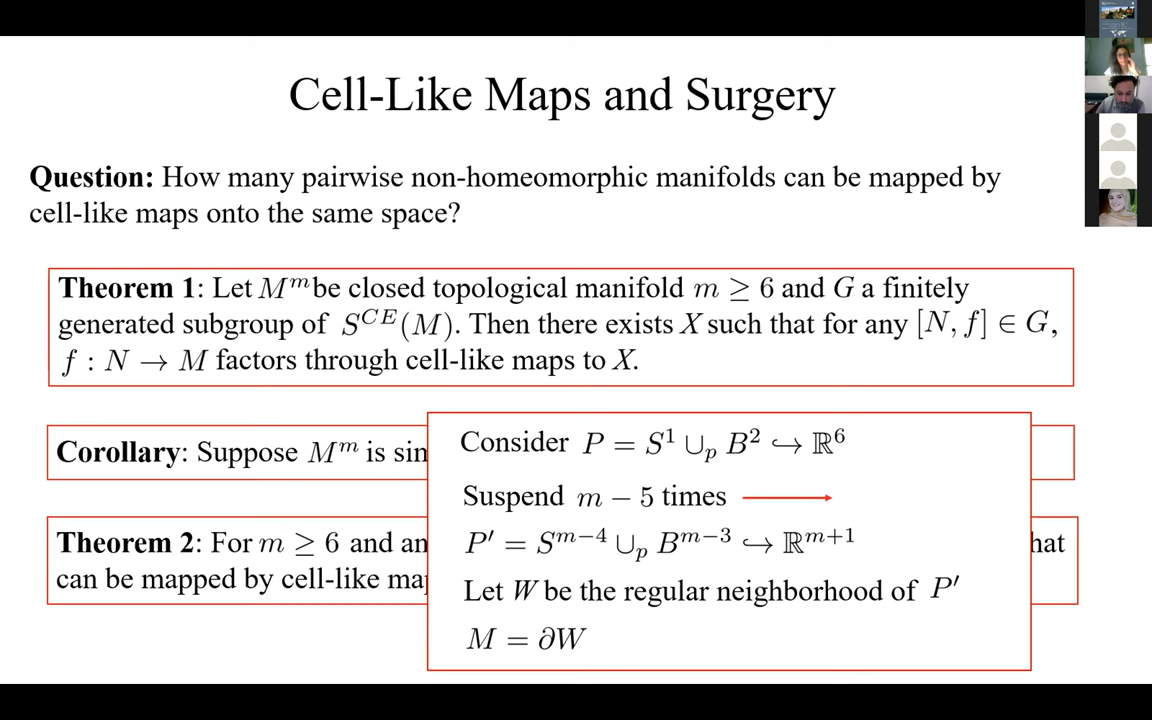 Cell-Like Maps and Surgery
Question: How many pairwise non-homeomorphic manifolds can be mapped by
cell-like maps onto the same space?
Theorem 1: Let M^m be closed topological manifold m ≥ 6 and G a finitely
generated subgroup of S^{CE}(M). Then there exists X such that for any [N, f] ∈ G,
f : N → M factors through cell-like maps to X.
Corollary: Suppose M^m is sin
Theorem 2: For m ≥ 6 and an
hat
can be mapped by cell-like ma
Consider P = S^1 ∪_p B^2 ↪ ℝ^6
Suspend m − 5 times ⟶
P′ = S^{m−4} ∪_p B^{m−3} ↪ ℝ^{m+1}
Let W be the regular neighborhood of P′
M = ∂W